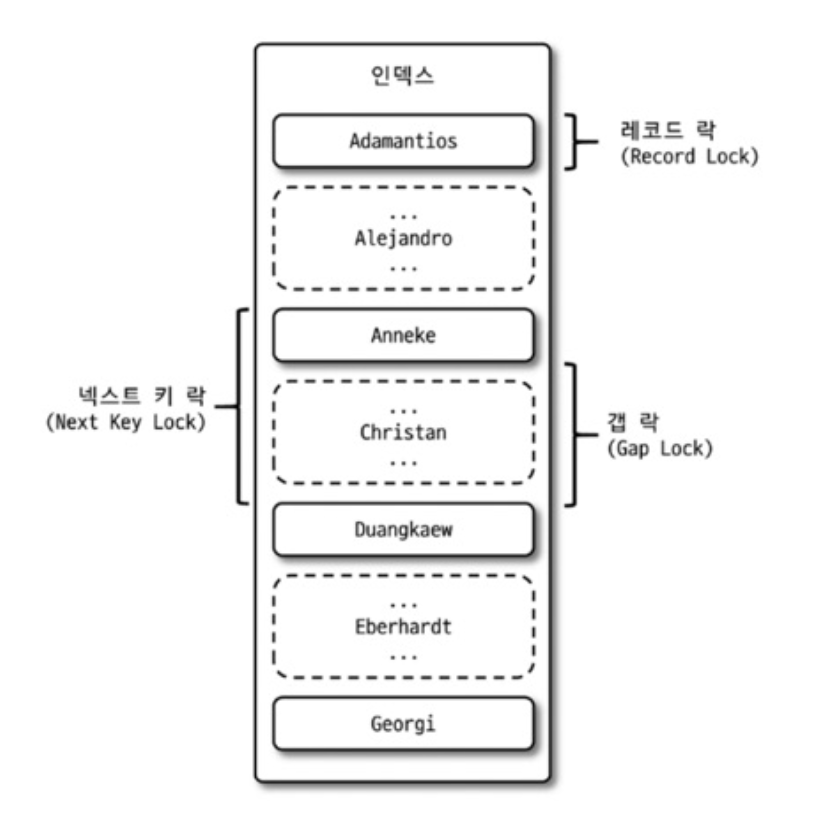 인덱스
Adamantios
레코드 락
(Record Lock)
...
Alejandro
...
Anneke
넥스트 키 락
(Next Key Lock)
...
Christan
...
갭 락
(Gap Lock)
Duangkaew
...
Eberhardt
...
Georgi